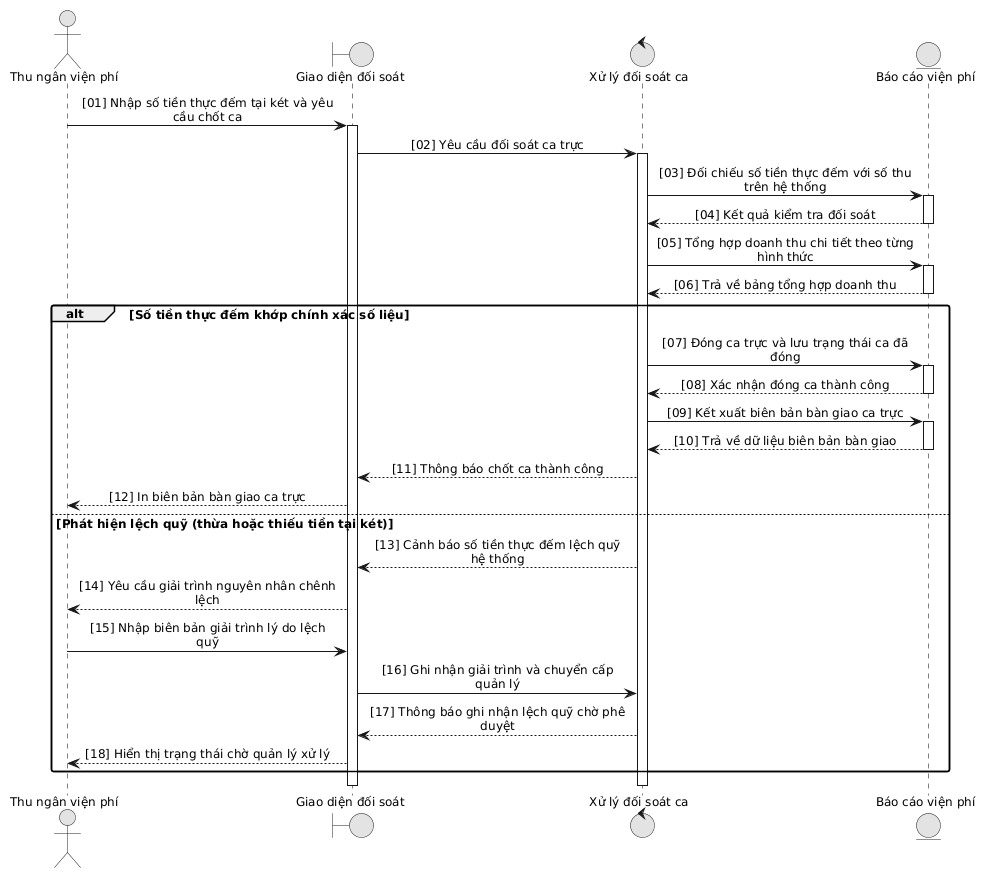 Thu ngân viện phí
Giao diện đối soát
Xử lý đối soát ca
Báo cáo viện phí
[01] Nhập số tiền thực đếm tại két và yêu
cầu chốt ca
[02] Yêu cầu đối soát ca trực
[03] Đối chiếu số tiền thực đếm với số thu
trên hệ thống
[04] Kết quả kiểm tra đối soát
[05] Tổng hợp doanh thu chi tiết theo từng
hình thức
[06] Trả về bảng tổng hợp doanh thu
alt
[Số tiền thực đếm khớp chính xác số liệu]
[07] Đóng ca trực và lưu trạng thái ca đã
đóng
[08] Xác nhận đóng ca thành công
[09] Kết xuất biên bản bàn giao ca trực
[10] Trả về dữ liệu biên bản bàn giao
[11] Thông báo chốt ca thành công
[12] In biên bản bàn giao ca trực
[Phát hiện lệch quỹ (thừa hoặc thiếu tiền tại két)]
[13] Cảnh báo số tiền thực đếm lệch quỹ
hệ thống
[14] Yêu cầu giải trình nguyên nhân chênh
lệch
[15] Nhập biên bản giải trình lý do lệch
quỹ
[16] Ghi nhận giải trình và chuyển cấp
quản lý
[17] Thông báo ghi nhận lệch quỹ chờ phê
duyệt
[18] Hiển thị trạng thái chờ quản lý xử lý
Thu ngân viện phí
Giao diện đối soát
Xử lý đối soát ca
Báo cáo viện phí